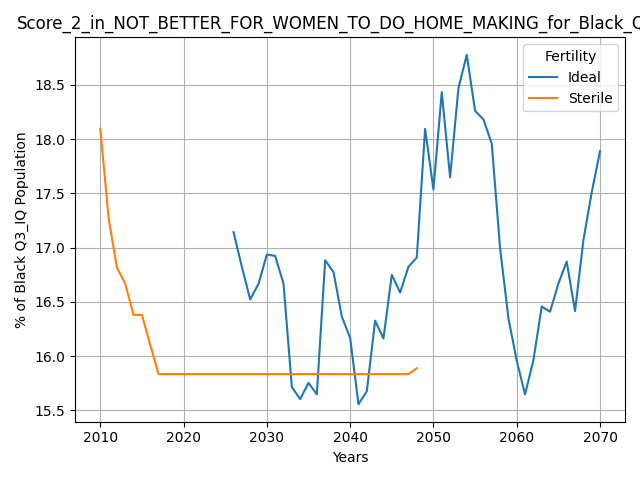 Score_2_in_NOT_BETTER_FOR_WOMEN_TO_DO_HOME_MAKING_for_Black_Q
Fertility
Ideal
Sterile
% of Black Q3_IQ Population
18.5
18.0
17.5
17.0
16.5
16.0
15.5
2010 2020 2030 2040 2050 2060 2070
Years